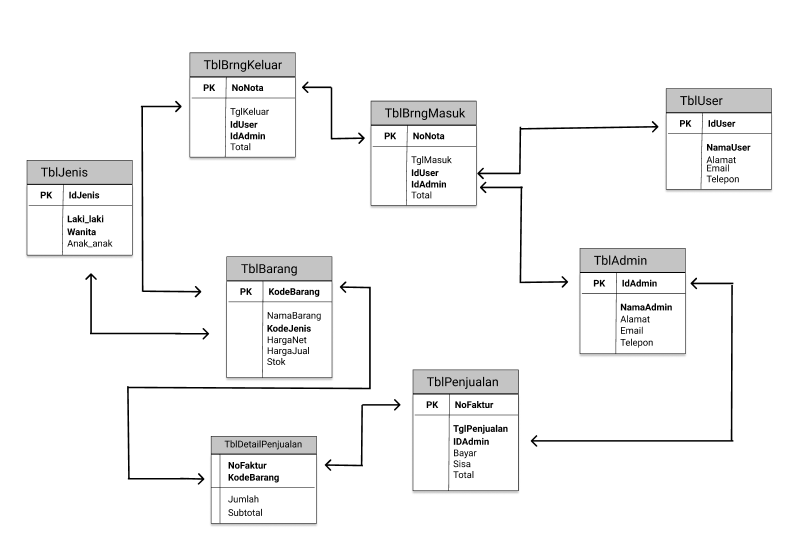 TblBrngKeluar
PK NoNota
TglKeluar
IdUser
IdAdmin
Total
TblBrngMasuk
PK NoNota
TglMasuk
IdUser
IdAdmin
Total
TblUser
PK IdUser
NamaUser
Alamat
Email
Telepon
TblJenis
PK IdJenis
Laki_laki
Wanita
Anak_anak
TblBarang
PK KodeBarang
NamaBarang
KodeJenis
HargaNet
HargaJual
Stok
TblAdmin
PK IdAdmin
NamaAdmin
Alamat
Email
Telepon
TblPenjualan
PK NoFaktur
TglPenjualan
IDAdmin
Bayar
Sisa
Total
TblDetailPenjualan
NoFaktur
KodeBarang
Jumlah
Subtotal